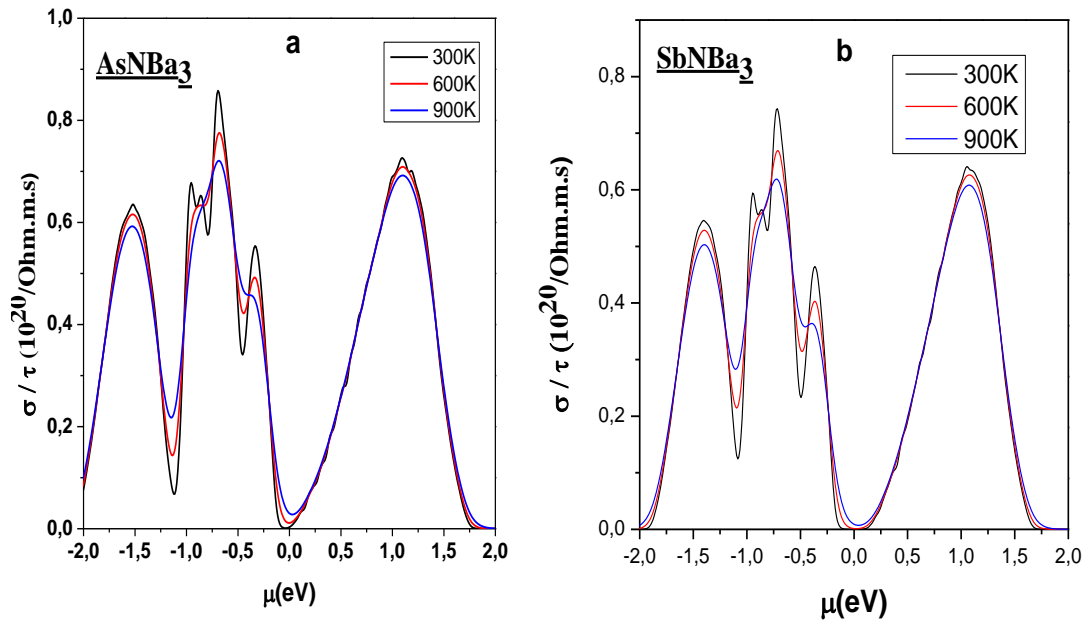 a
AsNBa3
300K
600K
900K
σ / τ (10^20/Ohm.m.s)
1,0
0,8
0,6
0,4
0,2
0,0
-2,0 -1,5 -1,0 -0,5 0,0 0,5 1,0 1,5 2,0
μ(eV)
b
SbNBa3
300K
600K
900K
σ / τ (10^20/Ohm.m.s)
0,8
0,6
0,4
0,2
0,0
-2,0 -1,5 -1,0 -0,5 0,0 0,5 1,0 1,5 2,0
μ(eV)